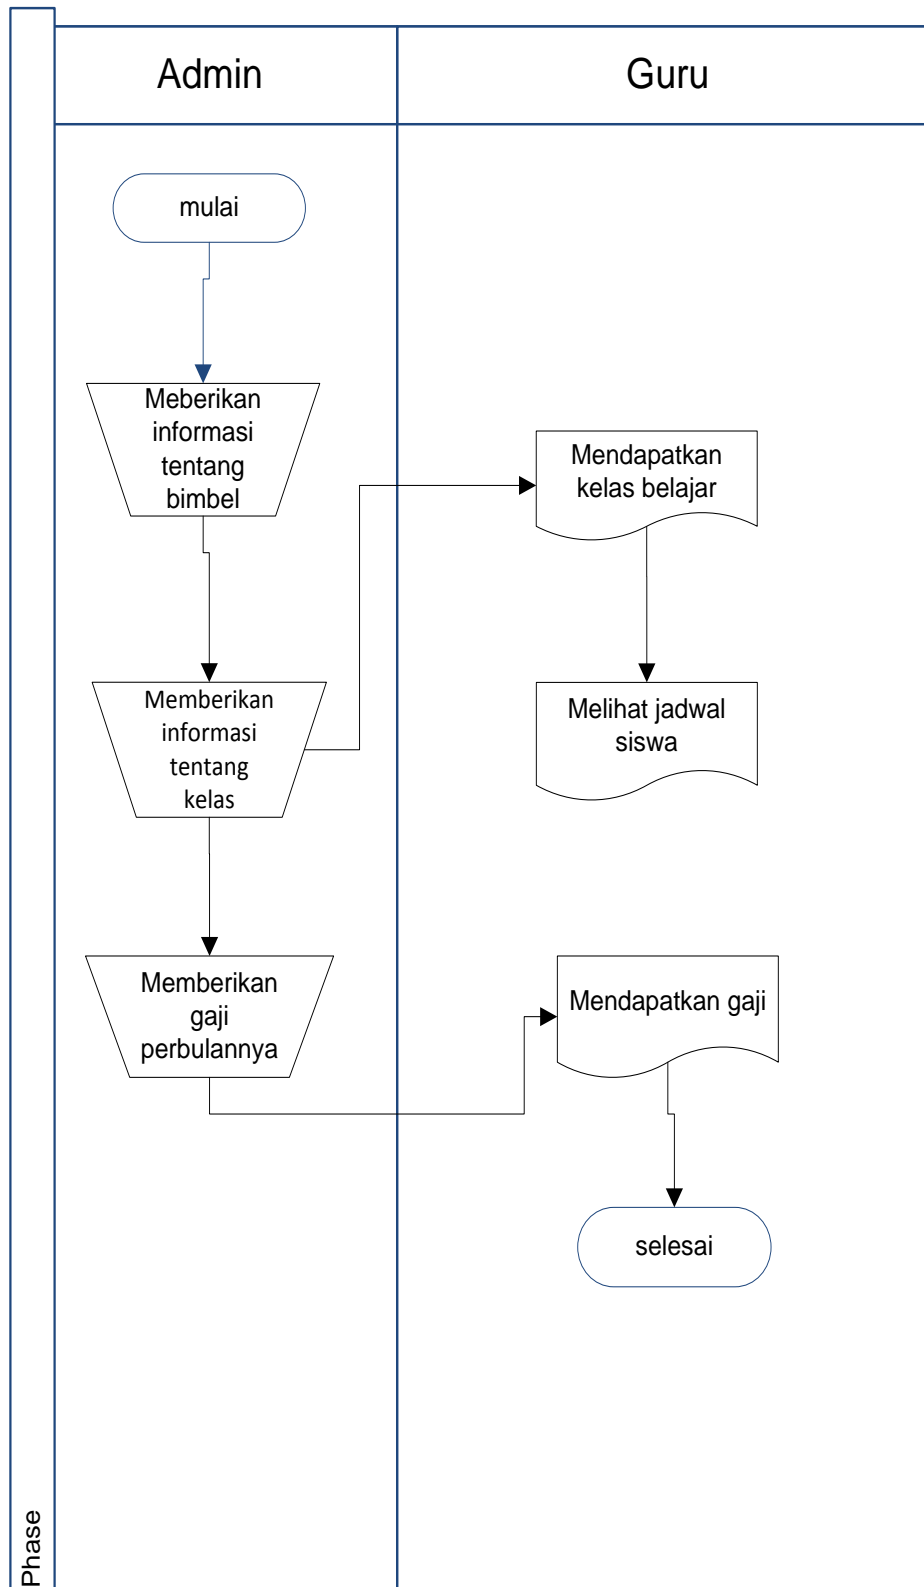 Admin
Guru
mulai
Meberikan
informasi
tentang
bimbel
Mendapatkan
kelas belajar
Memberikan
informasi
tentang
kelas
Melihat jadwal
siswa
Memberikan
gaji
perbulannya
Mendapatkan gaji
selesai
Phase